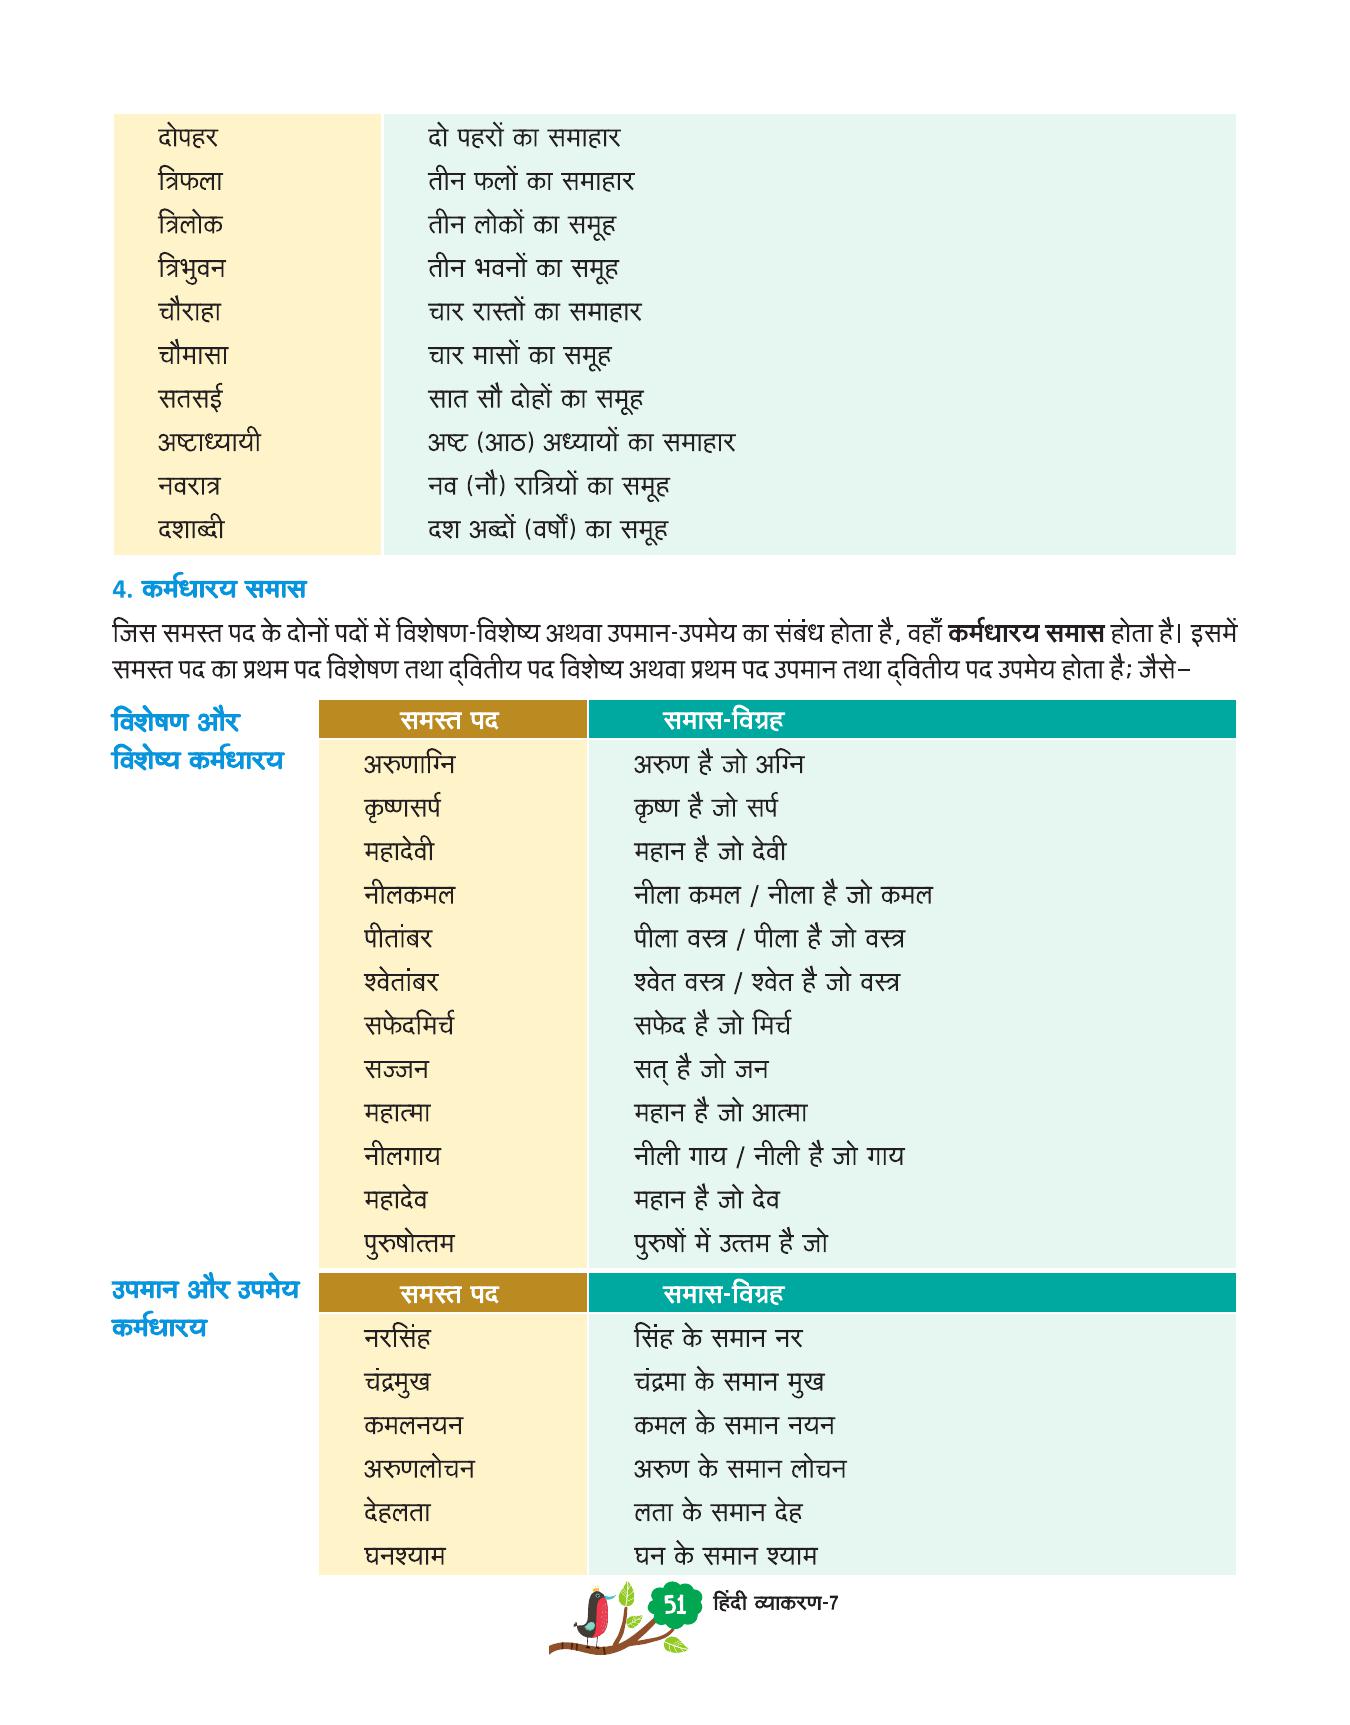 दोपहर दो पहरों का समाहार
त्रिफला तीन फलों का समाहार
त्रिलोक तीन लोकों का समूह
त्रिभुवन तीन भवनों का समूह
चौराहा चार रास्तों का समाहार
चौमासा चार मासों का समूह
सतसई सात सौ दोहों का समूह
अष्टाध्यायी अष्ट (आठ) अध्यायों का समाहार
नवरात्र नव (नौ) रात्रियों का समूह
दशाब्दी दश अब्दों (वर्षों) का समूह
4. कर्मधारय समास
जिस समस्त पद के दोनों पदों में विशेषण-विशेष्य अथवा उपमान-उपमेय का संबंध होता है, वहाँ कर्मधारय समास होता है। इसमें
समस्त पद का प्रथम पद विशेषण तथा द्‌वितीय पद विशेष्य अथवा प्रथम पद उपमान तथा द्‌वितीय पद उपमेय होता है; जैसे–
विशेषण और
विशेष्य कर्मधारय
समस्त पद समास-विग्रह
अरुणाग्नि अरुण है जो अग्नि
कृष्णसर्प कृष्ण है जो सर्प
महादेवी महान है जो देवी
नीलकमल नीला कमल / नीला है जो कमल
पीतांबर पीला वस्त्र / पीला है जो वस्त्र
श्वेतांबर श्वेत वस्त्र / श्वेत है जो वस्त्र
सफेदमिर्च सफेद है जो मिर्च
सज्जन सत् है जो जन
महात्मा महान है जो आत्मा
नीलगाय नीली गाय / नीली है जो गाय
महादेव महान है जो देव
पुरुषोत्तम पुरुषों में उत्तम है जो
उपमान और उपमेय
कर्मधारय
समस्त पद समास-विग्रह
नरसिंह सिंह के समान नर
चंद्रमुख चंद्रमा के समान मुख
कमलनयन कमल के समान नयन
अरुणलोचन अरुण के समान लोचन
देहलता लता के समान देह
घनश्याम घन के समान श्याम
51 हिंदी व्याकरण-7